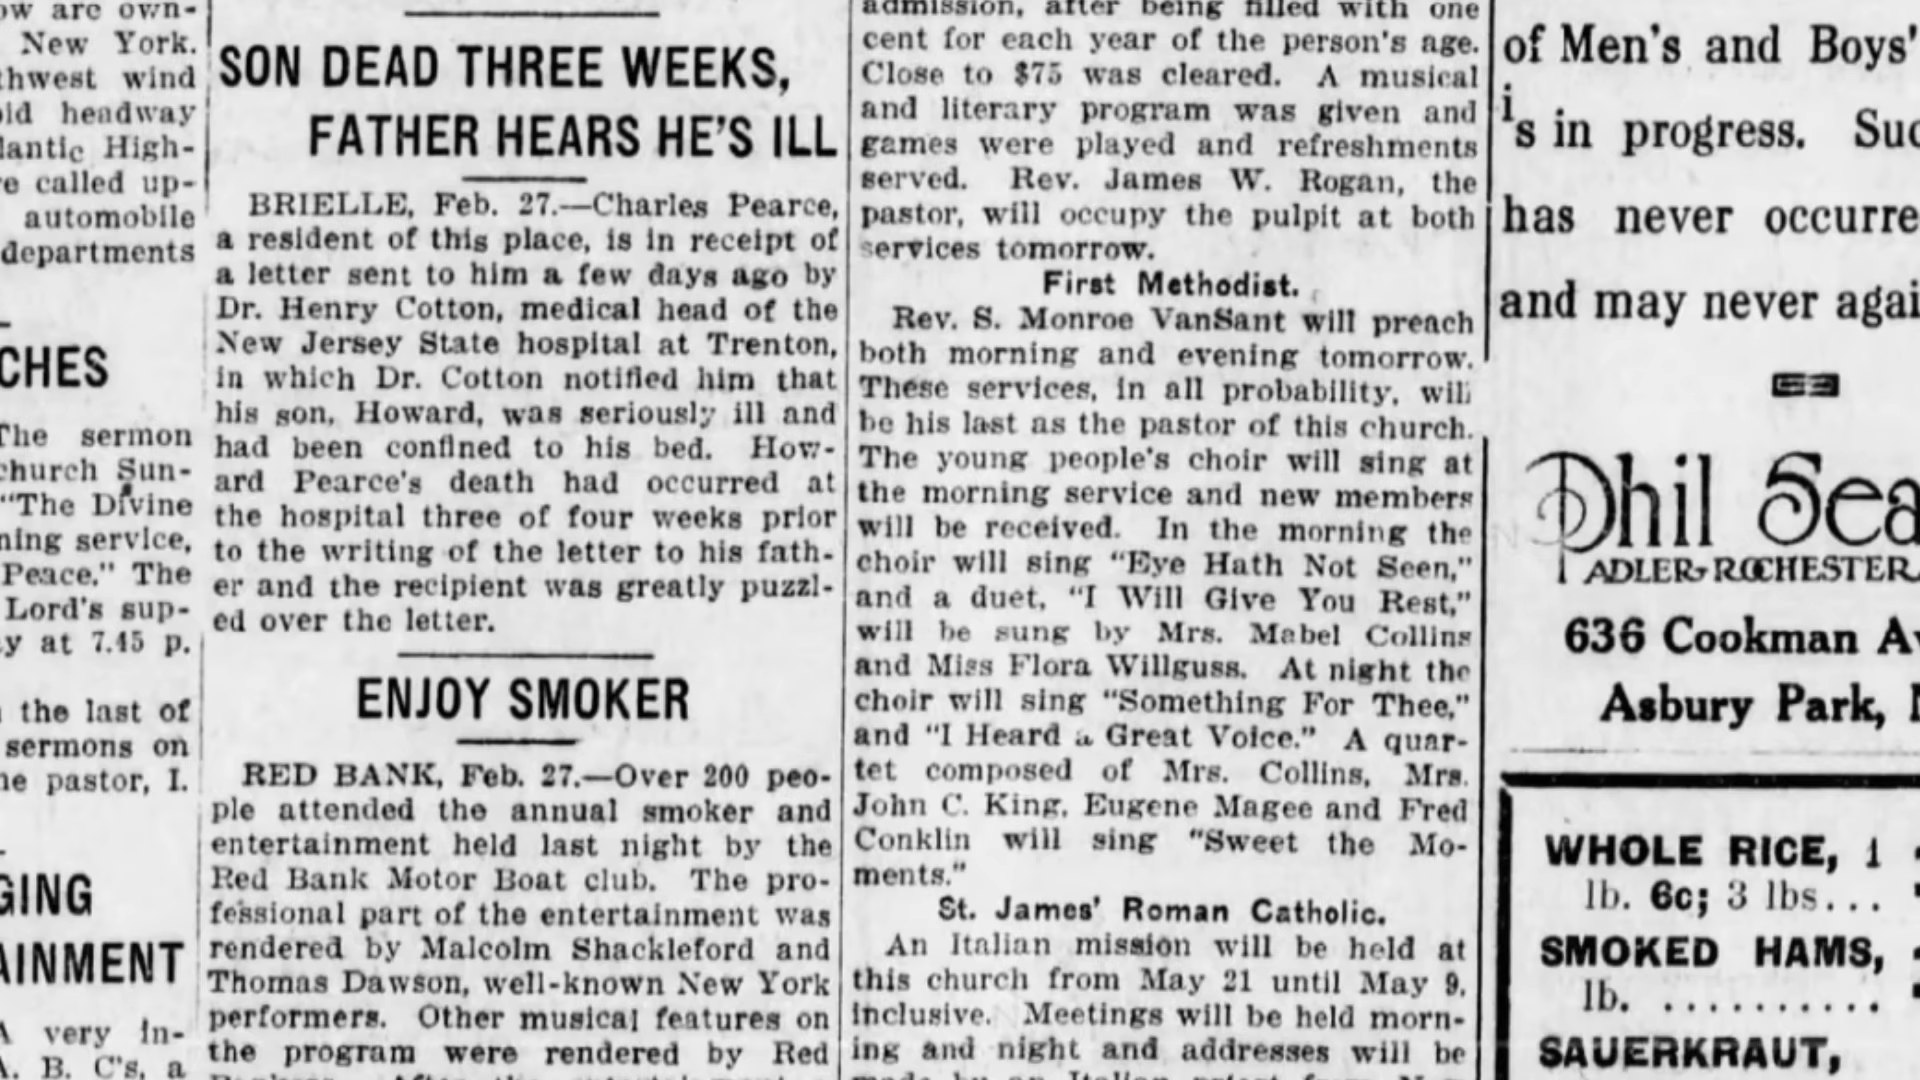 ow are own-
New York.
thwest wind
headway
lantic High-
e called up-
automobile
departments
CHES
The sermon
church Sun-
"The Divine
ning service,
Peace." The
Lord's sup-
y at 7.45 p.
the last of
sermons on
pastor, I.
GING
AINMENT
A very in-
A. B. C's, a
SON DEAD THREE WEEKS,
FATHER HEARS HE'S ILL
BRIELLE, Feb. 27.—Charles Pearce,
a resident of this place, is in receipt of
a letter sent to him a few days ago by
Dr. Henry Cotton, medical head of the
New Jersey State hospital at Trenton,
in which Dr. Cotton notified him that
his son, Howard, was seriously ill and
had been confined to his bed. How-
ard Pearce's death had occurred at
the hospital three of four weeks prior
to the writing of the letter to his fath-
er and the recipient was greatly puzzl-
ed over the letter.
ENJOY SMOKER
RED BANK, Feb. 27.—Over 200 peo-
ple attended the annual smoker and
entertainment held last night by the
Red Bank Motor Boat club. The pro-
fessional part of the entertainment was
rendered by Malcolm Shackleford and
Thomas Dawson, well-known New York
performers. Other musical features on
the program were rendered by Red
admission, after being filled with one
cent for each year of the person's age.
Close to $75 was cleared. A musical
and literary program was given and
games were played and refreshments
served. Rev. James W. Rogan, the
pastor, will occupy the pulpit at both
services tomorrow.
First Methodist.
Rev. S. Monroe VanSant will preach
both morning and evening tomorrow.
These services, in all probability, will
be his last as the pastor of this church.
The young people's choir will sing at
the morning service and new members
will be received. In the morning the
choir will sing "Eye Hath Not Seen,"
and a duet, "I Will Give You Rest,"
will be sung by Mrs. Mabel Collins
and Miss Flora Willguss. At night the
choir will sing "Something For Thee,"
and "I Heard a Great Voice." A quar-
tet composed of Mrs. Collins, Mrs.
John C. King, Eugene Magee and Fred
Conklin will sing "Sweet the Mo-
ments."
St. James' Roman Catholic.
An Italian mission will be held at
this church from May 21 until May 9,
inclusive. Meetings will be held morn-
ing and night and addresses will be
of Men's and Boys'
is in progress. Suc
has never occurre
and may never agai
Phil Sea
ADLER-ROCHESTER
636 Cookman Av
Asbury Park, N
WHOLE RICE, 1
lb. 6c; 3 lbs...
SMOKED HAMS,
lb. ..........
SAUERKRAUT,